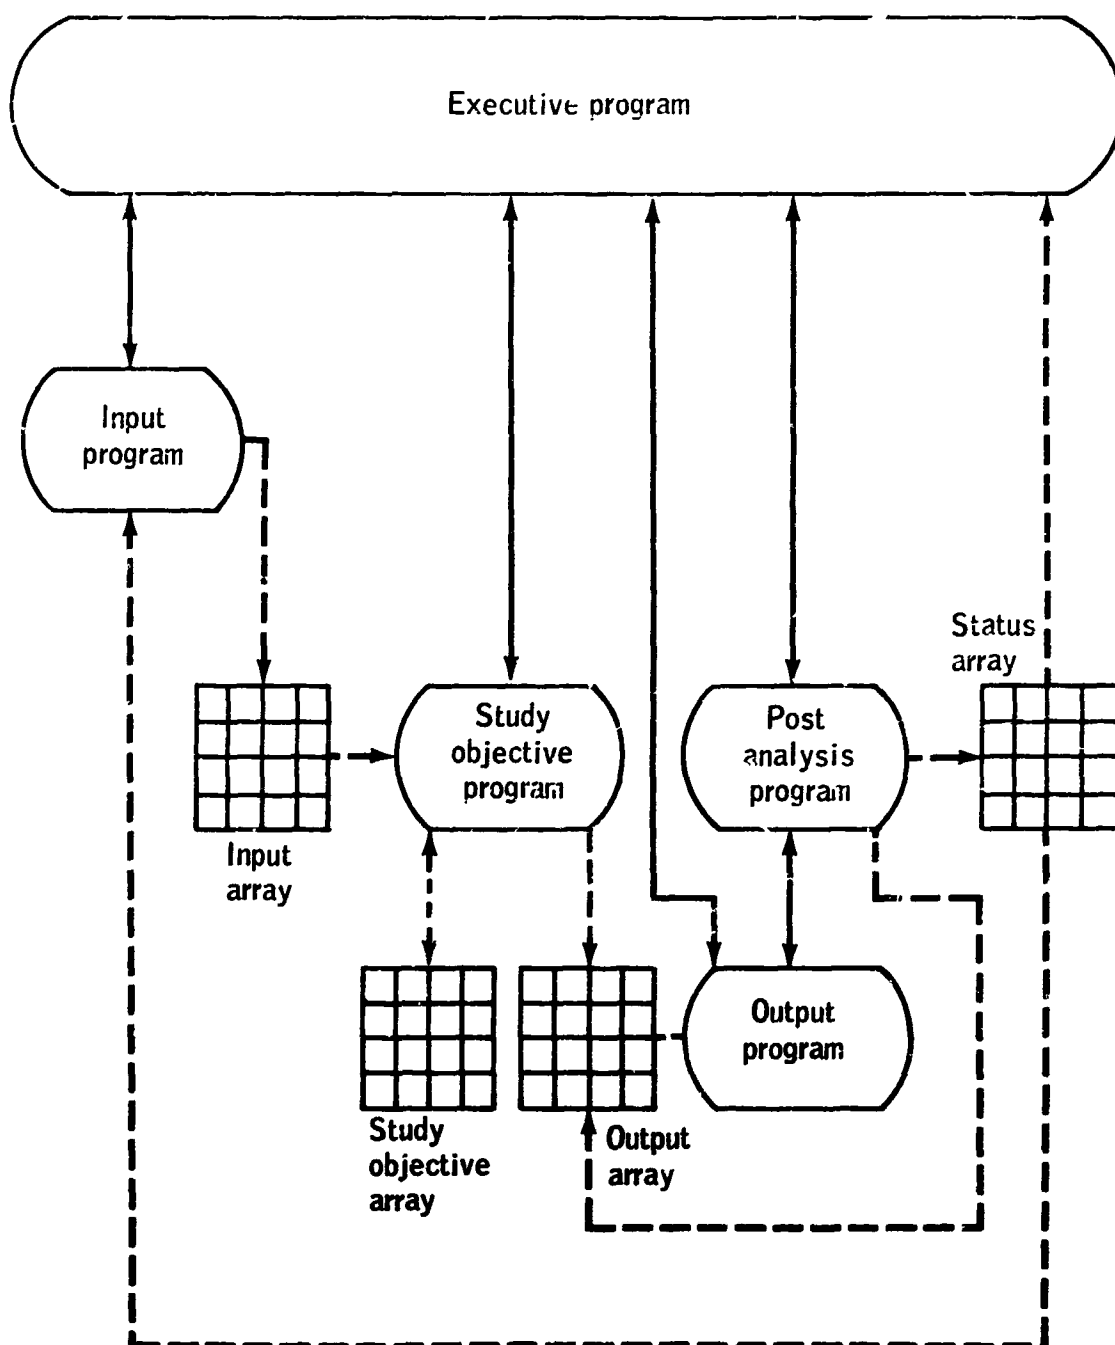 Executive program
Input
program
Status
array
Study
objective
program
Post
analysis
program
Input
array
Output
program
Study
objective
array
Output
array